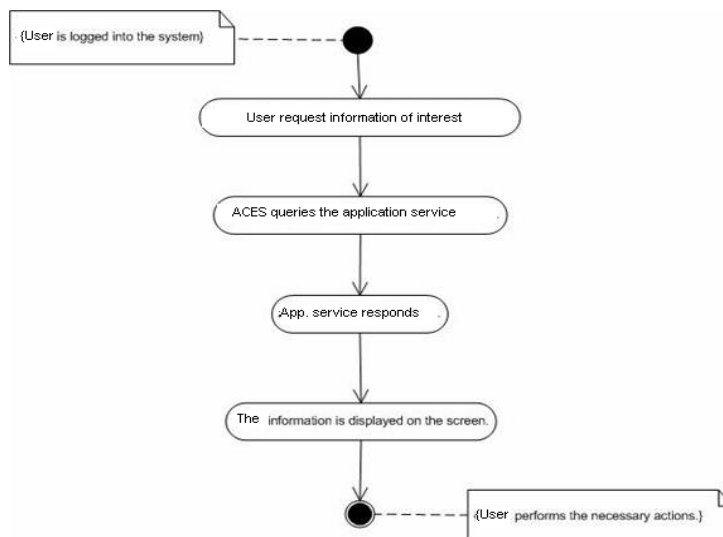 {User is logged into the system}
User request information of interest
ACES queries the application service
App. service responds
The information is displayed on the screen.
{User performs the necessary actions.}